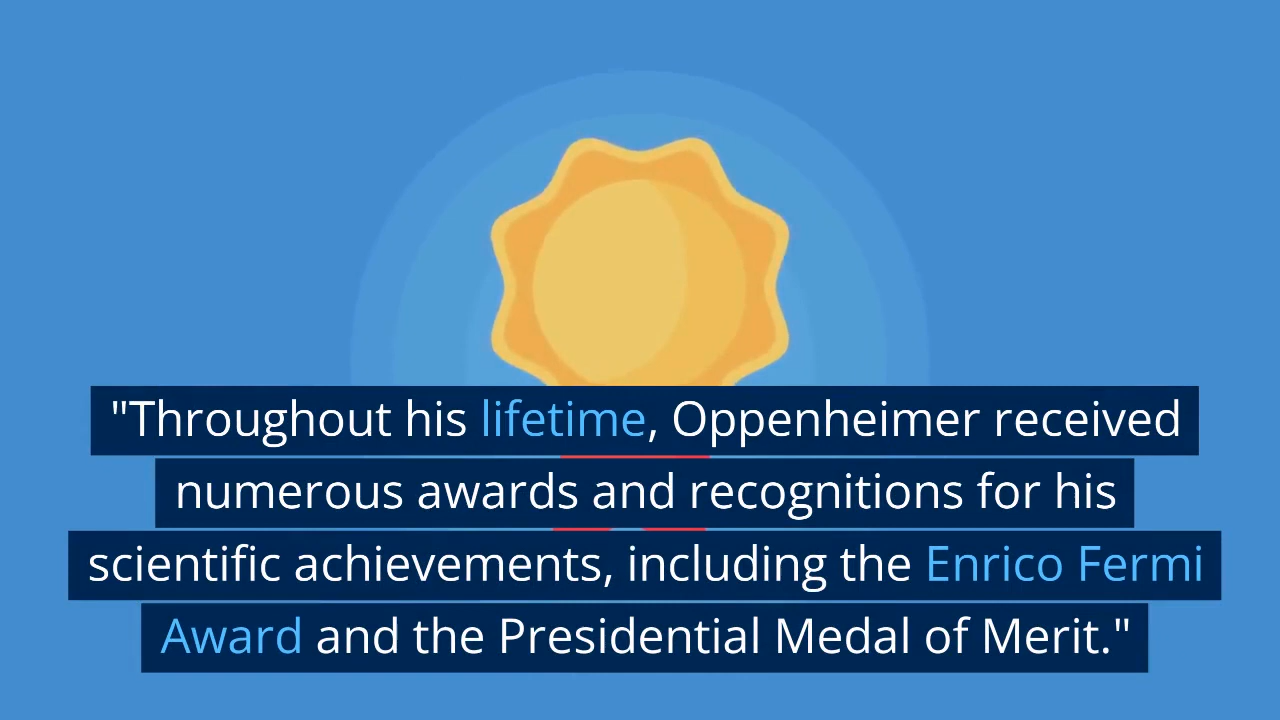 "Throughout his lifetime, Oppenheimer received
numerous awards and recognitions for his
scientific achievements, including the Enrico Fermi
Award and the Presidential Medal of Merit."